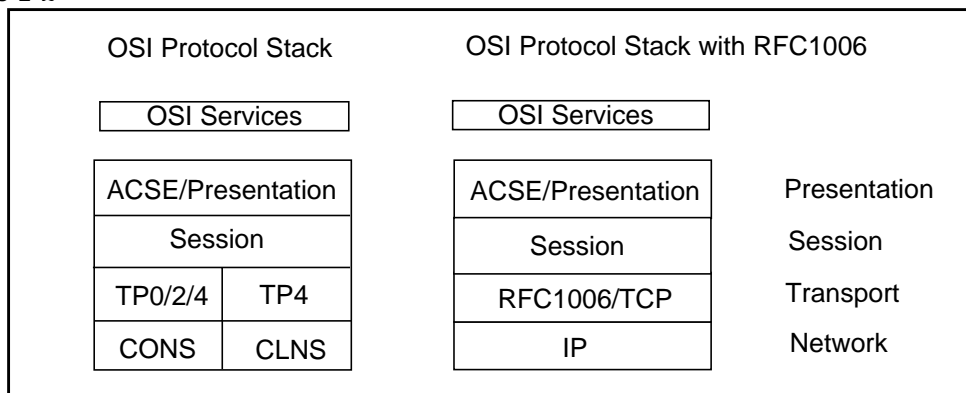 OSI Protocol Stack OSI Protocol Stack with RFC1006
OSI Services OSI Services
ACSE/Presentation ACSE/Presentation Presentation
Session Session Session
TP0/2/4 TP4 RFC1006/TCP Transport
CONS CLNS IP Network